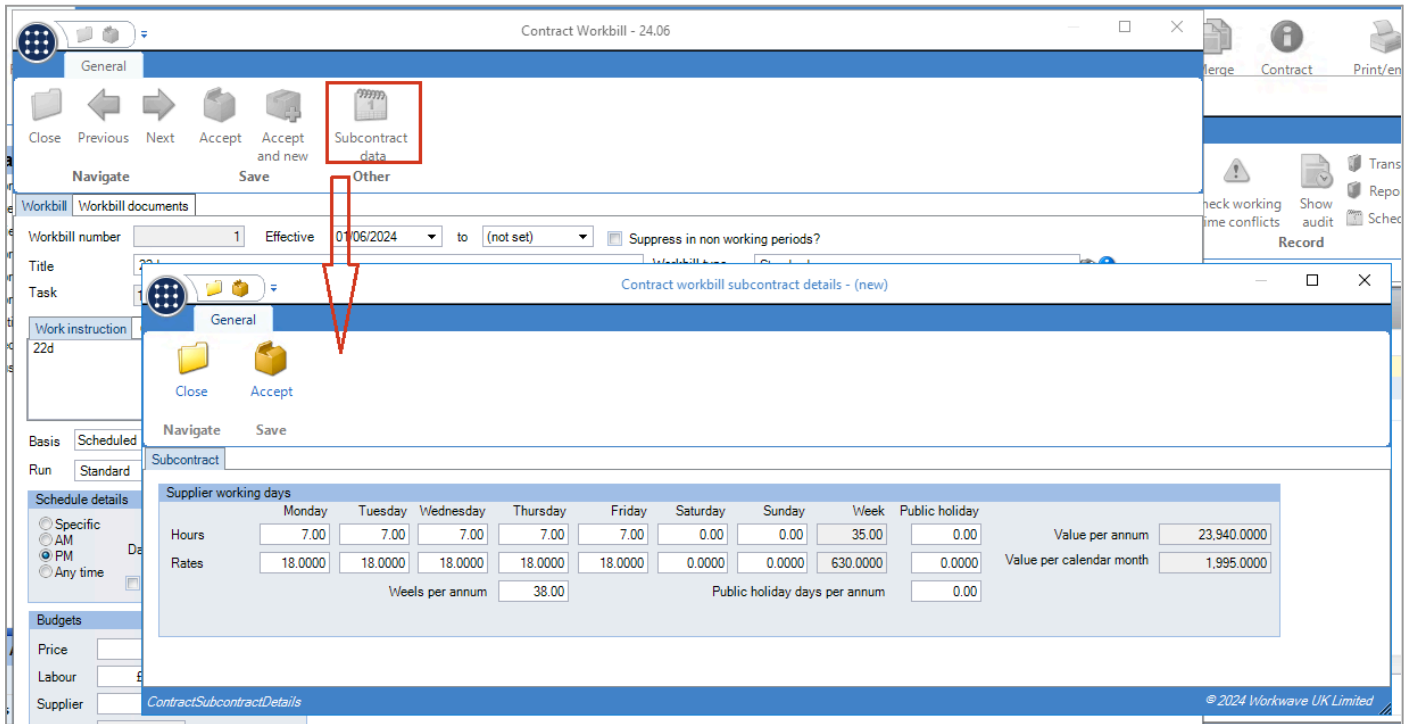 Contract Workbill - 24.06
General
Close Previous Next Accept Accept and new Subcontract data
Navigate Save Other
Contract Print/en
Trans
Repo
Sched
Show audit
Record
Workbill Workbill documents
Workbill number 1 Effective 01/06/2024 to (not set) Suppress in non working periods?
Title
Task
Work instruction
22d
Basis Scheduled
Run Standard
Schedule details
Specific
AM
PM
Any time
Budgets
Price
Labour £
Supplier
Contract workbill subcontract details - (new)
General
Close Accept
Navigate Save
Subcontract
Supplier working days
Monday Tuesday Wednesday Thursday Friday Saturday Sunday Week Public holiday
Hours 7.00 7.00 7.00 7.00 7.00 0.00 0.00 35.00 0.00 Value per annum 23,940.0000
Rates 18.0000 18.0000 18.0000 18.0000 18.0000 0.0000 0.0000 630.0000 0.0000 Value per calendar month 1,995.0000
Weels per annum 38.00 Public holiday days per annum 0.00
ContractSubcontractDetails © 2024 Workwave UK Limited